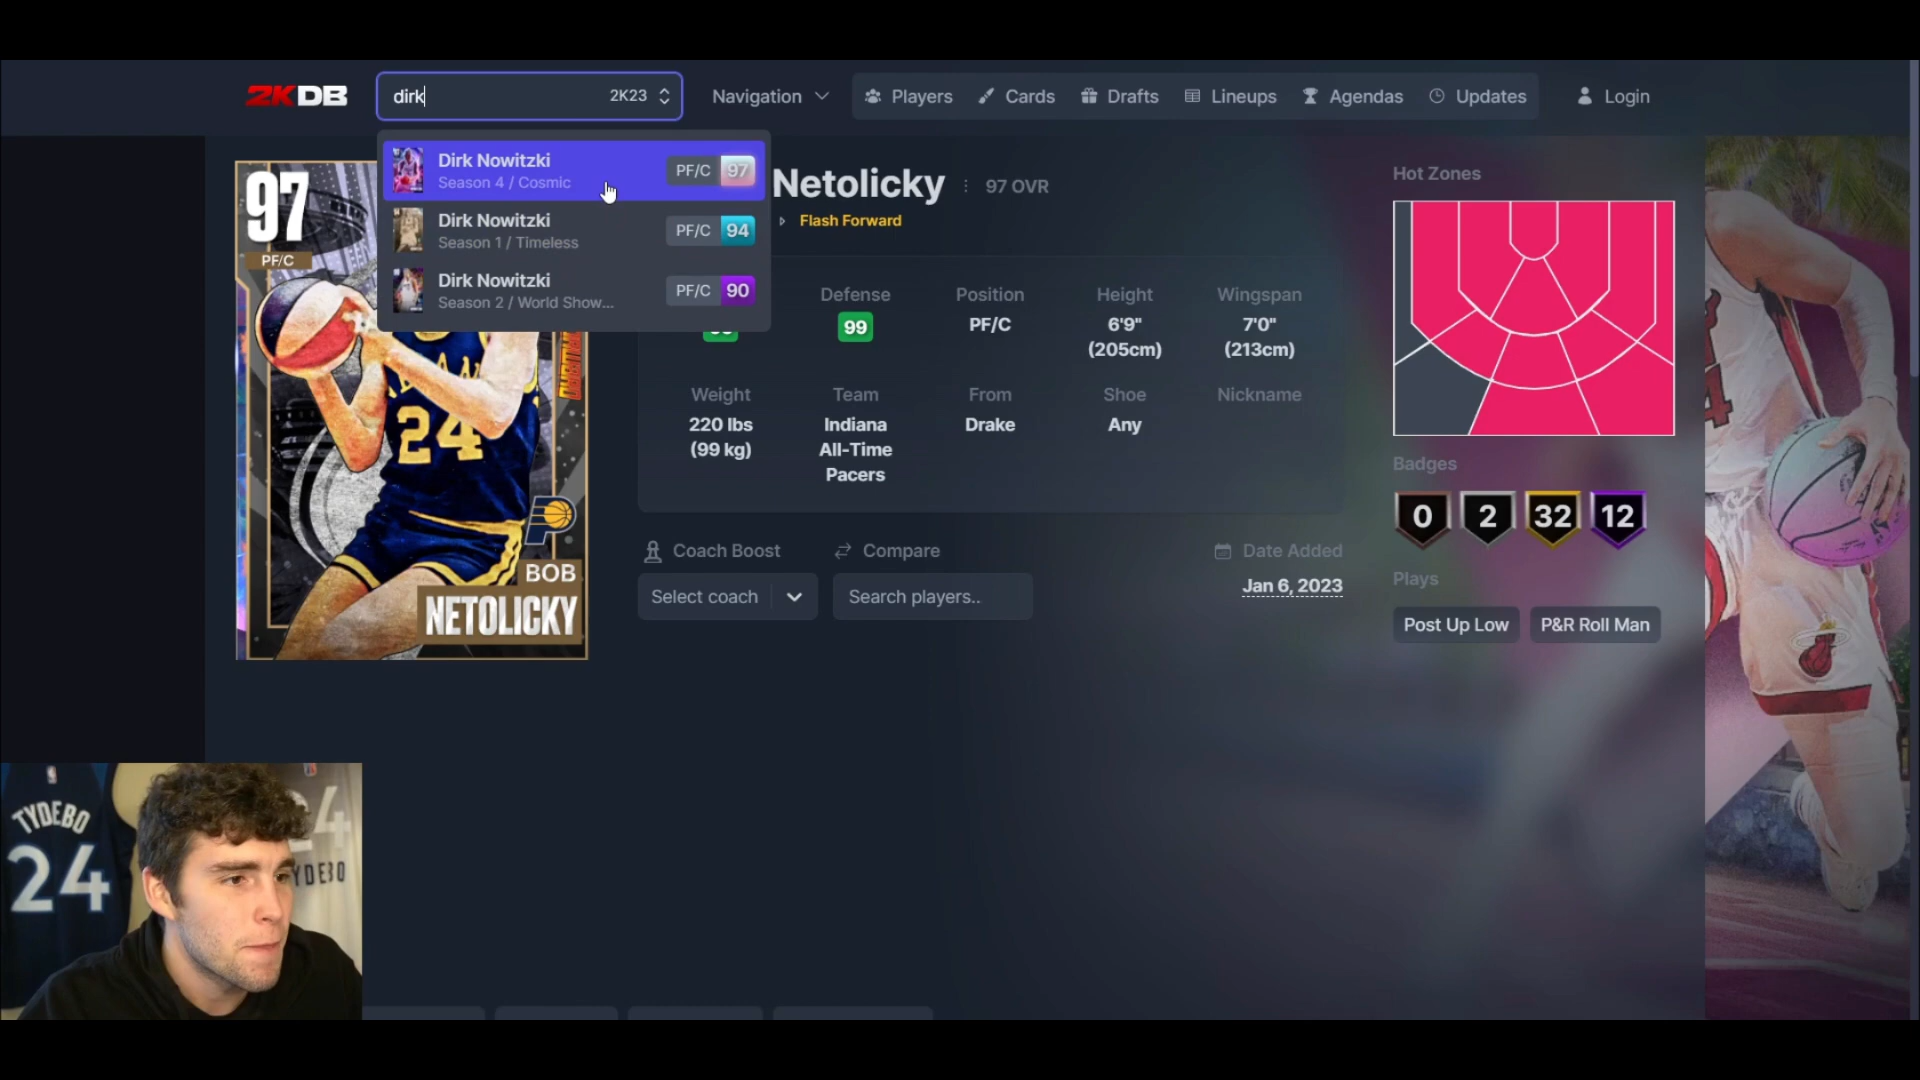 2KDB
dirk
2K23
Navigation
Players
Cards
Drafts
Lineups
Agendas
Updates
Login
Dirk Nowitzki
Season 4 / Cosmic
PF/C
97
Dirk Nowitzki
Season 1 / Timeless
PF/C
94
Dirk Nowitzki
Season 2 / World Show...
PF/C
90
97
PF/C
24
BOB
NETOLICKY
Netolicky
97 OVR
Flash Forward
Defense
99
Position
PF/C
Height
6'9"
(205cm)
Wingspan
7'0"
(213cm)
Weight
220 lbs
(99 kg)
Team
Indiana
All-Time
Pacers
From
Drake
Shoe
Any
Nickname
Coach Boost
Select coach
Compare
Search players..
Date Added
Jan 6, 2023
Hot Zones
Badges
0
2
32
12
Plays
Post Up Low
P&R Roll Man
TYDEBO
24
24
YDEBO